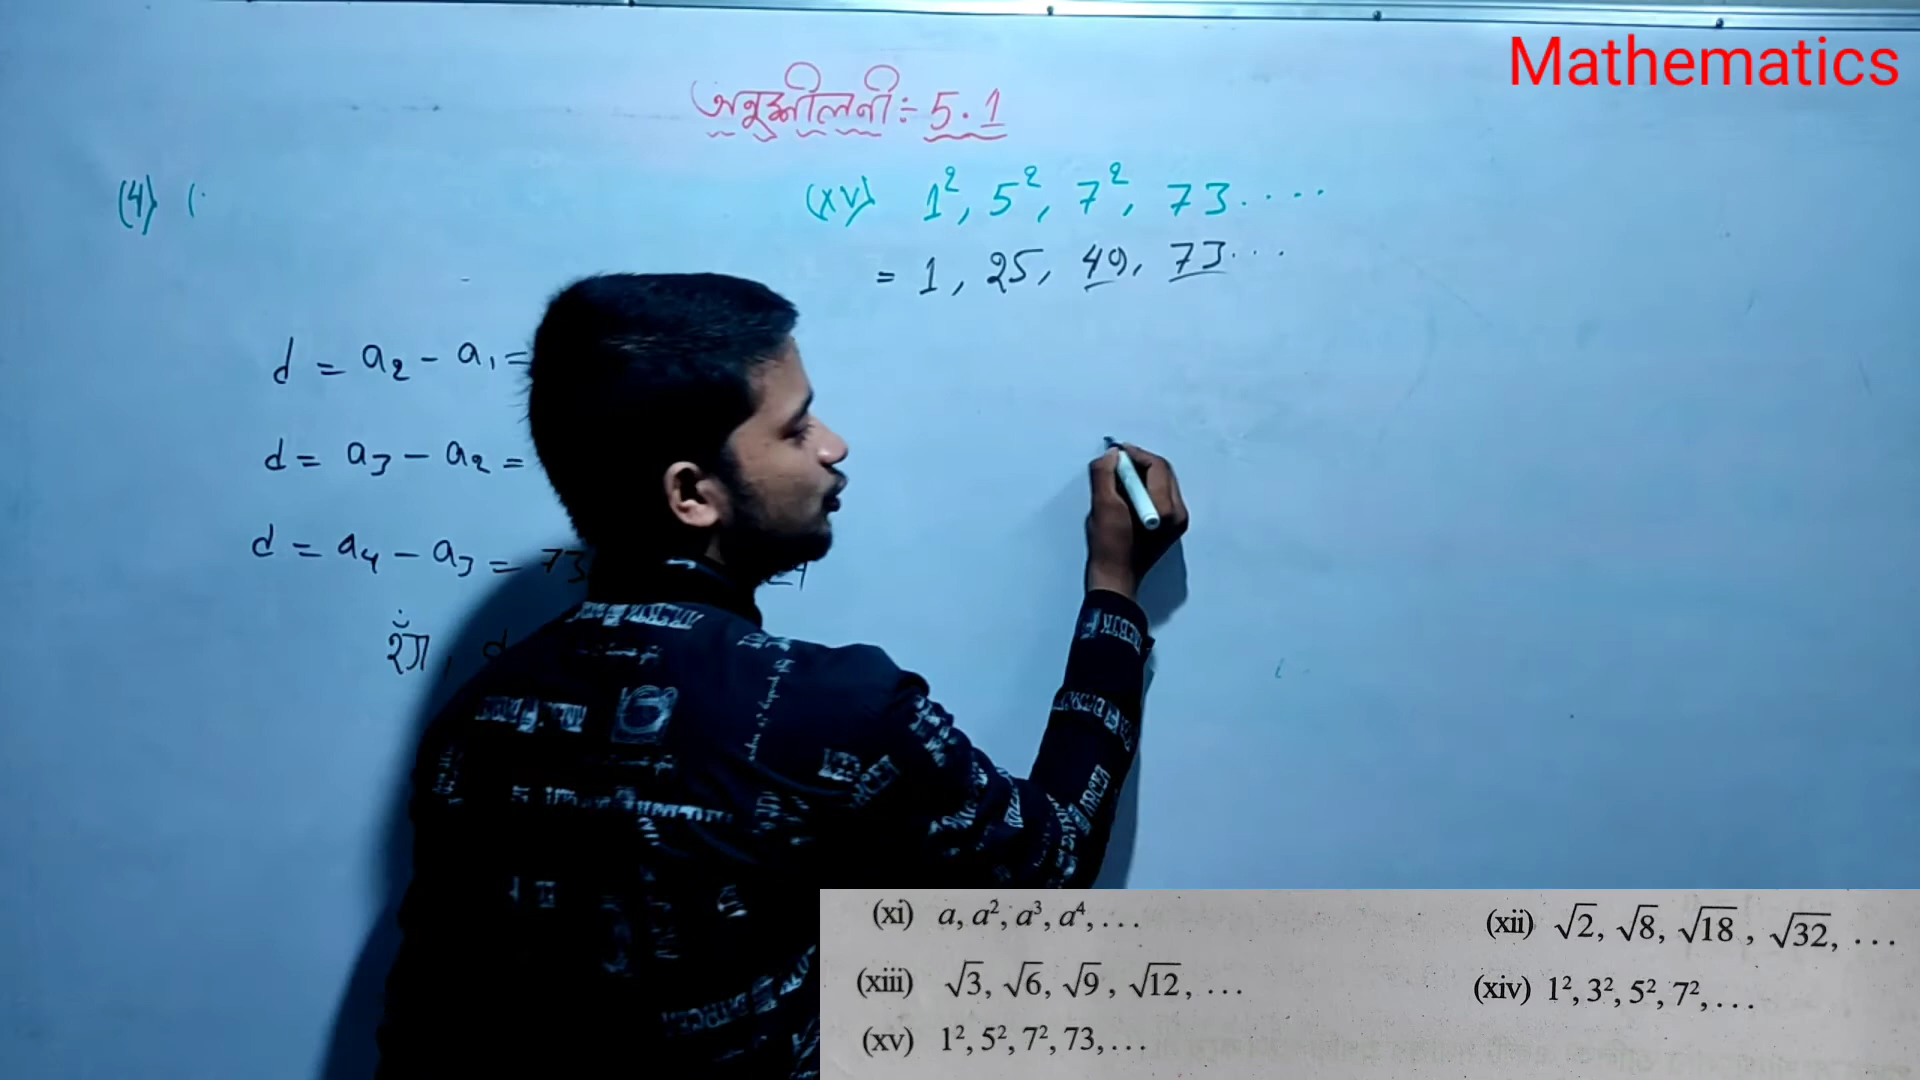 Mathematics
অনুশীলনী÷ 5.1
(4) (
(xv) 1², 5², 7², 73....
= 1, 25, 49, 73...
d = a₂ - a₁ =
d = a₃ - a₂ =
d = a₄ - a₃ = 73
d
(xi) a, a², a³, a⁴, ...
(xii) √2, √8, √18, √32, ...
(xiii) √3, √6, √9, √12, ...
(xiv) 1², 3², 5², 7², ...
(xv) 1², 5², 7², 73, ...